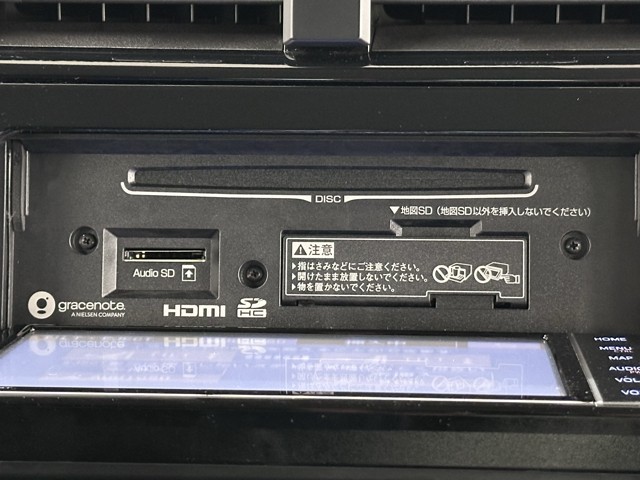 DISC
▼地図SD（地図SD以外を挿入しないでください）
⚠注意
▶指はさみなどにご注意ください。
▶開けたまま放置しないでください。
▶物を置かないでください。
Audio SD
gracenote.
A NIELSEN COMPANY
HDMI
SD
HC
HOME
MENU
MAP
AUDIO
VOL
VO